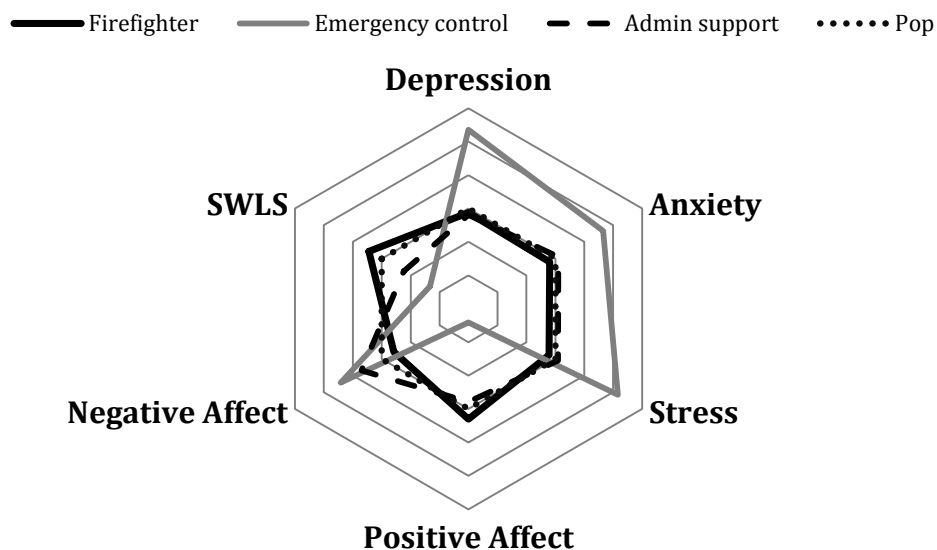 Firefighter Emergency control Admin support Pop
Depression
SWLS Anxiety
Negative Affect Stress
Positive Affect